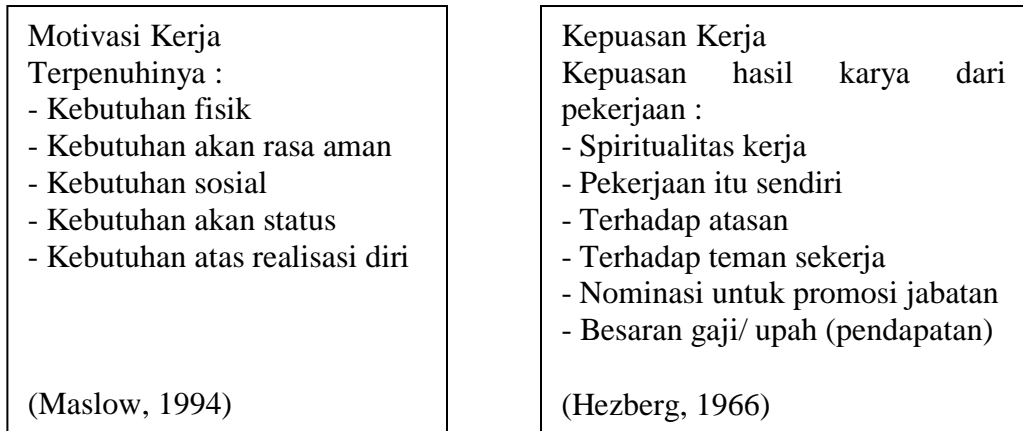 Motivasi Kerja
Terpenuhinya :
- Kebutuhan fisik
- Kebutuhan akan rasa aman
- Kebutuhan sosial
- Kebutuhan akan status
- Kebutuhan atas realisasi diri
(Maslow, 1994)
Kepuasan Kerja
Kepuasan hasil karya dari
pekerjaan :
- Spiritualitas kerja
- Pekerjaan itu sendiri
- Terhadap atasan
- Terhadap teman sekerja
- Nominasi untuk promosi jabatan
- Besaran gaji/ upah (pendapatan)
(Hezberg, 1966)